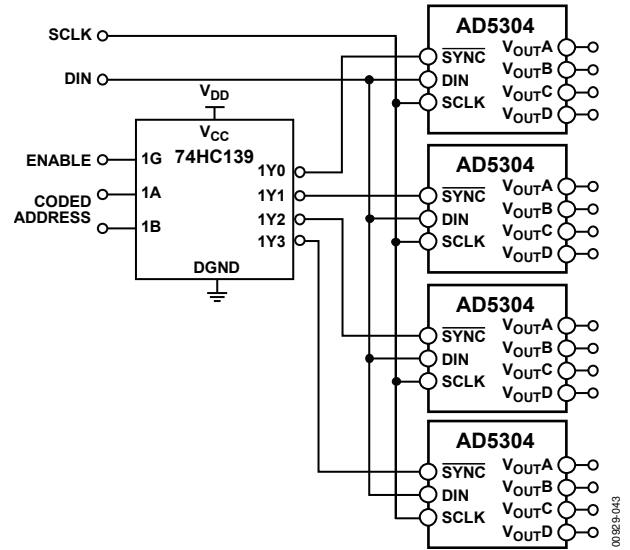 SCLK
DIN
VDD
VCC
74HC139
ENABLE
1G
CODED
ADDRESS
1A
1B
1Y0
1Y1
1Y2
1Y3
DGND
AD5304
SYNC
DIN
SCLK
VOUTA
VOUTB
VOUTC
VOUTD
AD5304
SYNC
DIN
SCLK
VOUTA
VOUTB
VOUTC
VOUTD
AD5304
SYNC
DIN
SCLK
VOUTA
VOUTB
VOUTC
VOUTD
AD5304
SYNC
DIN
SCLK
VOUTA
VOUTB
VOUTC
VOUTD
00929-043